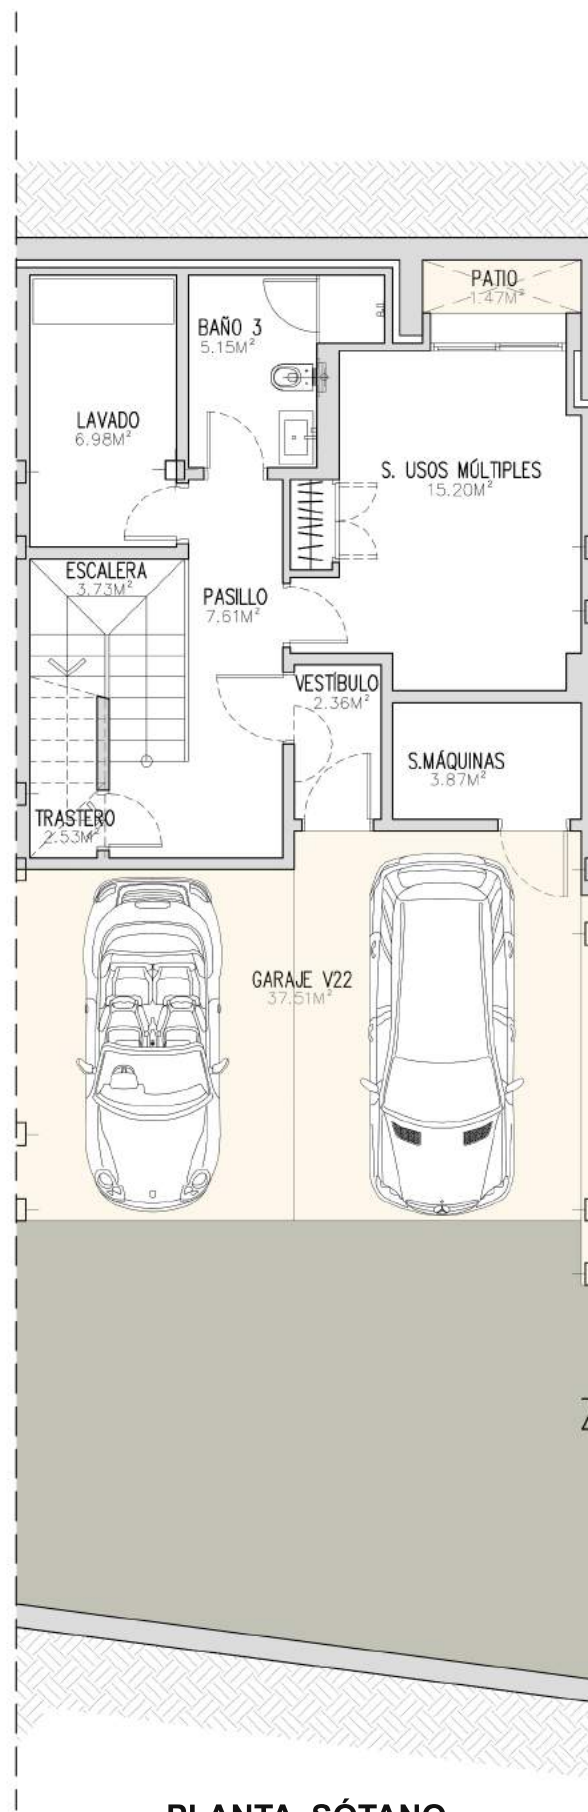 PATIO
1.47M²
BAÑO 3
5.15M²
LAVADO
6.98M²
S. USOS MÚLTIPLES
15.20M²
ESCALERA
3.73M²
PASILLO
7.61M²
VESTÍBULO
2.36M²
S.MÁQUINAS
3.87M²
TRASTERO
2.53M²
GARAJE V22
37.51M²
PLANTA SÓTANO